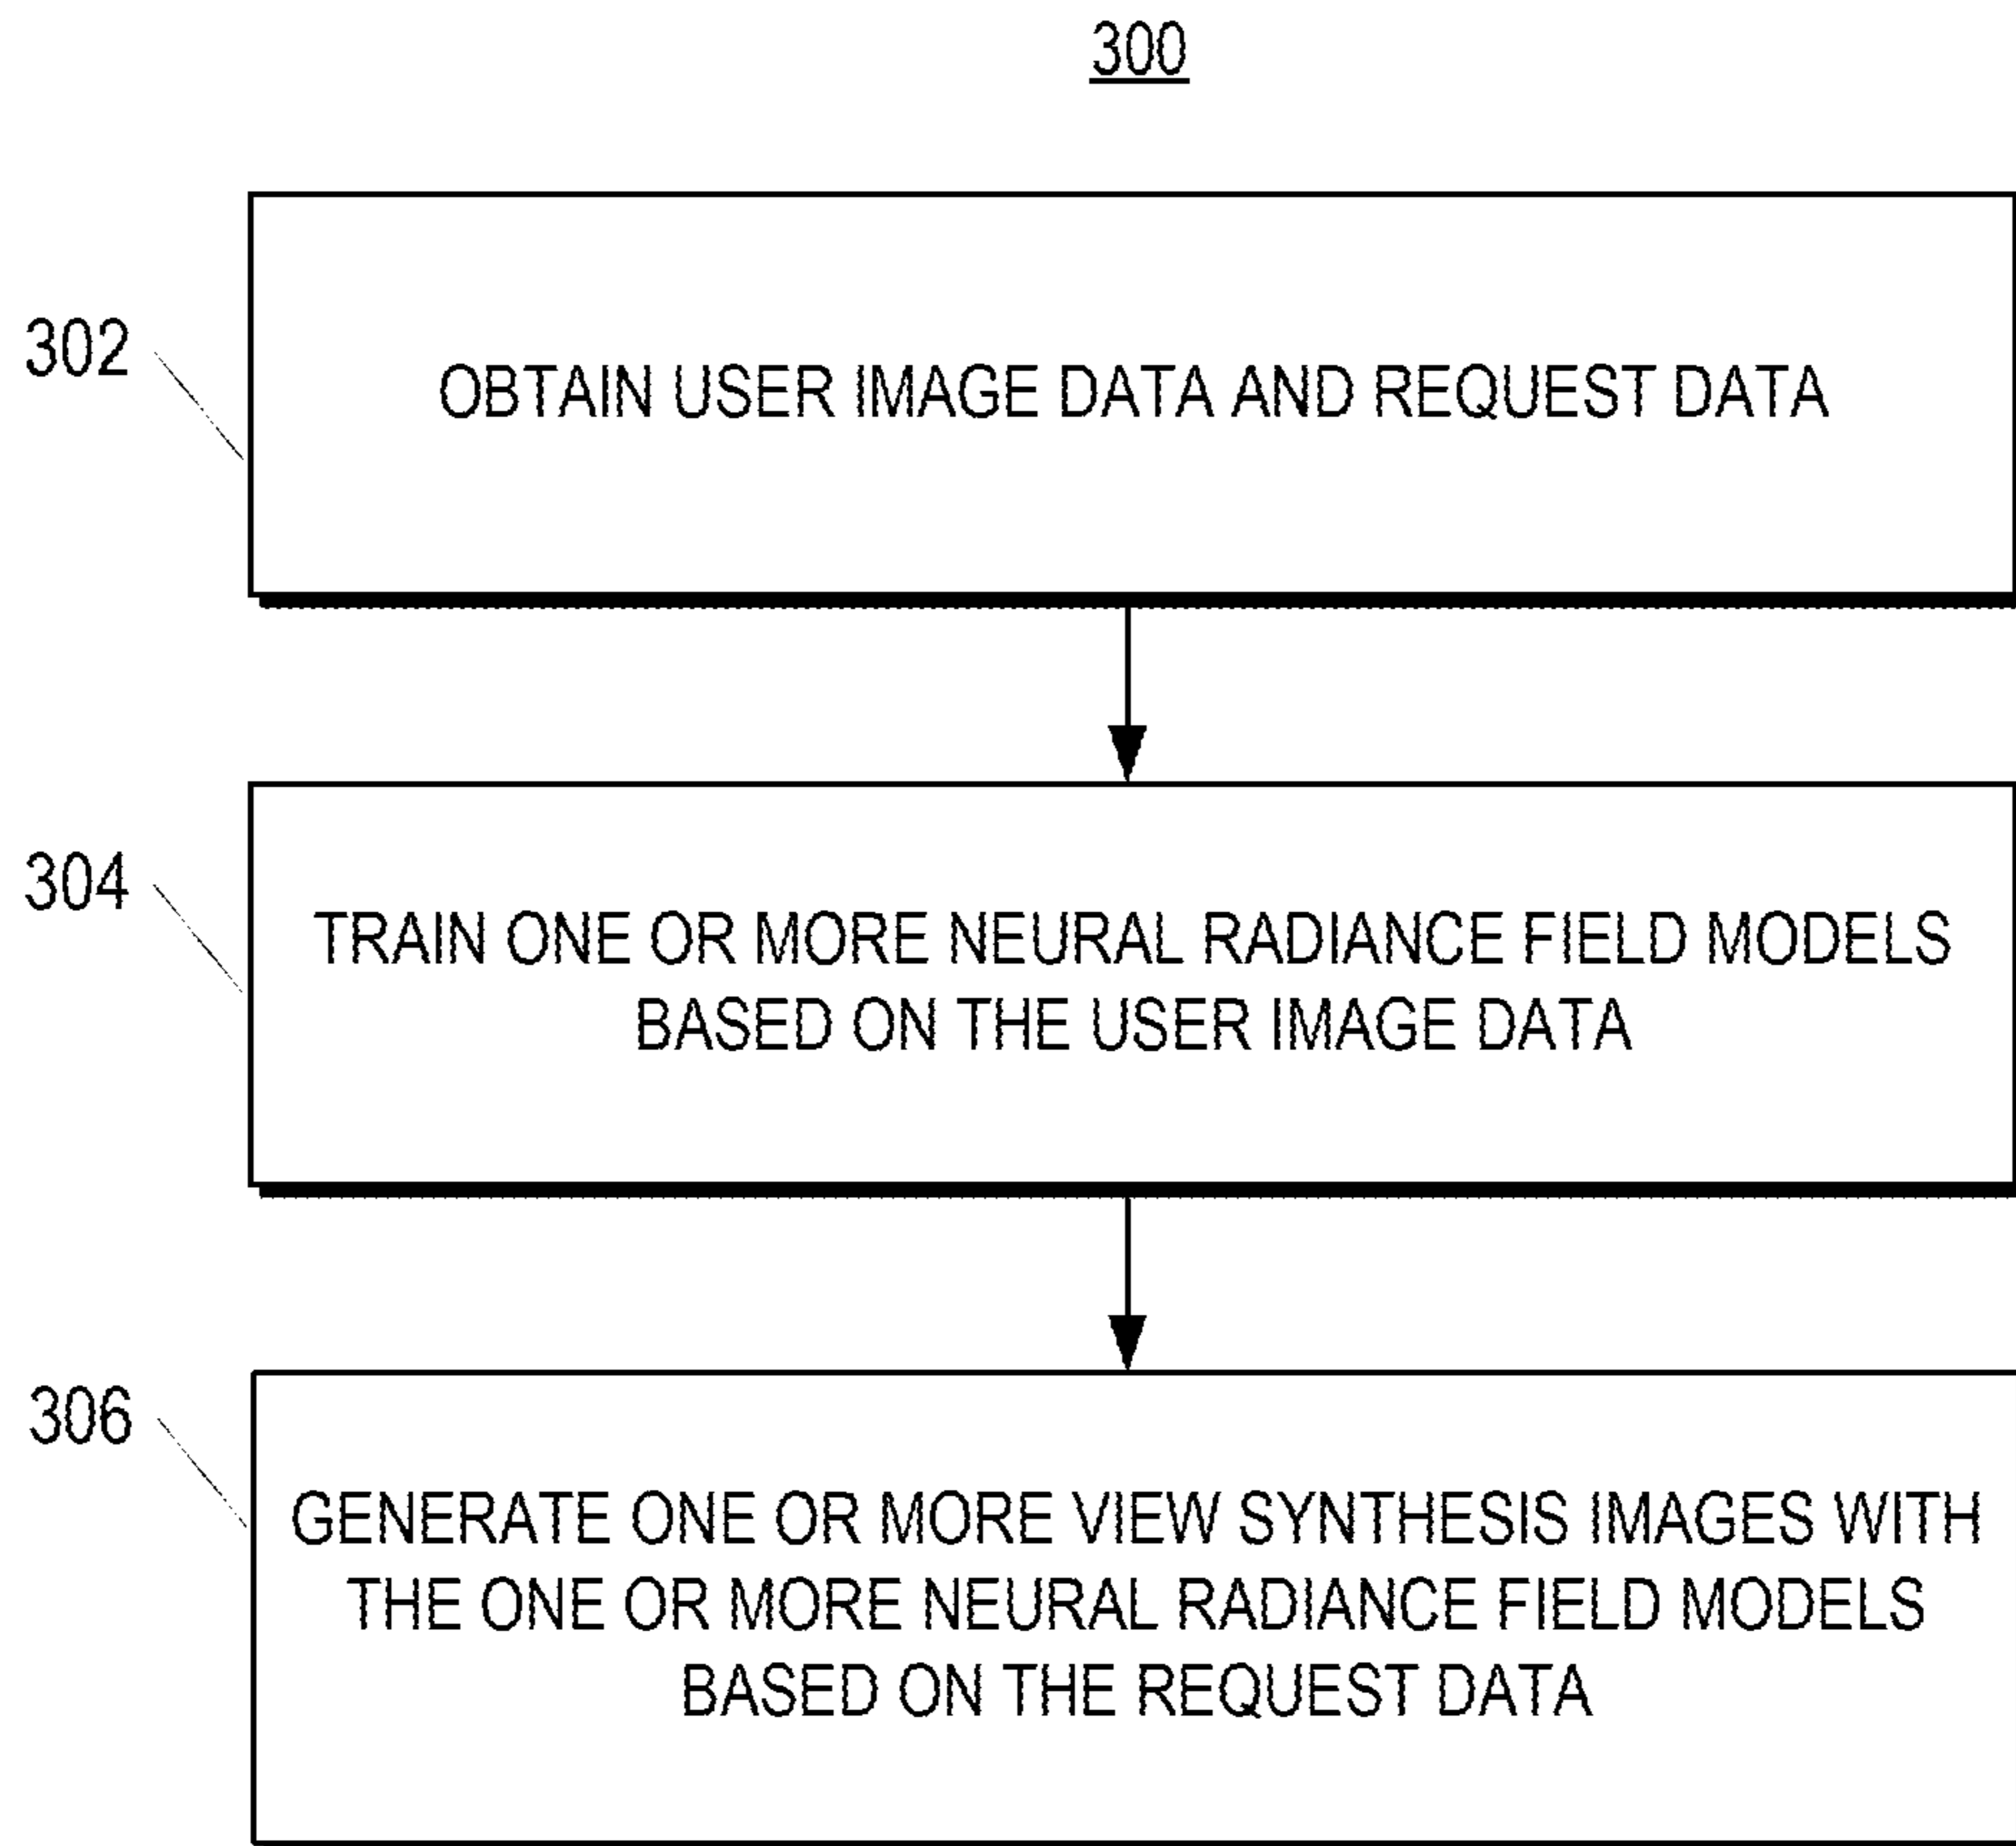 300
302
OBTAIN USER IMAGE DATA AND REQUEST DATA
304
TRAIN ONE OR MORE NEURAL RADIANCE FIELD MODELS
BASED ON THE USER IMAGE DATA
306
GENERATE ONE OR MORE VIEW SYNTHESIS IMAGES WITH
THE ONE OR MORE NEURAL RADIANCE FIELD MODELS
BASED ON THE REQUEST DATA